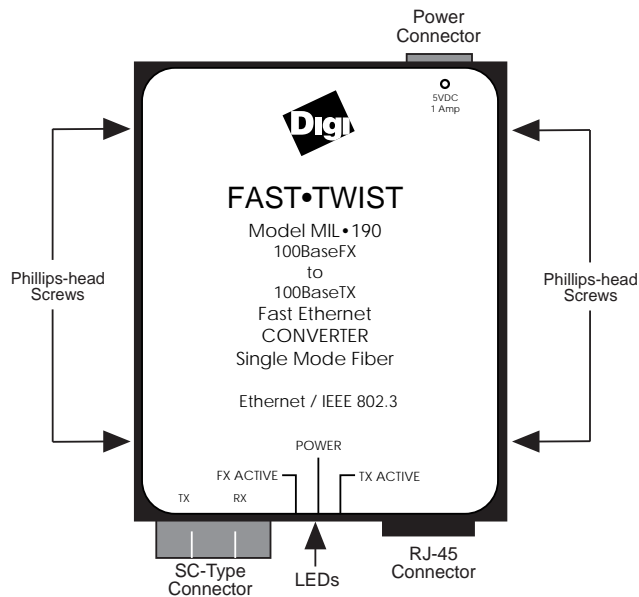 Power
Connector
5VDC
1 Amp
Digi
FAST•TWIST
Model MIL•190
100BaseFX
to
100BaseTX
Fast Ethernet
CONVERTER
Single Mode Fiber
Ethernet / IEEE 802.3
Phillips-head
Screws
Phillips-head
Screws
POWER
FX ACTIVE
TX ACTIVE
TX
RX
SC-Type
Connector
LEDs
RJ-45
Connector